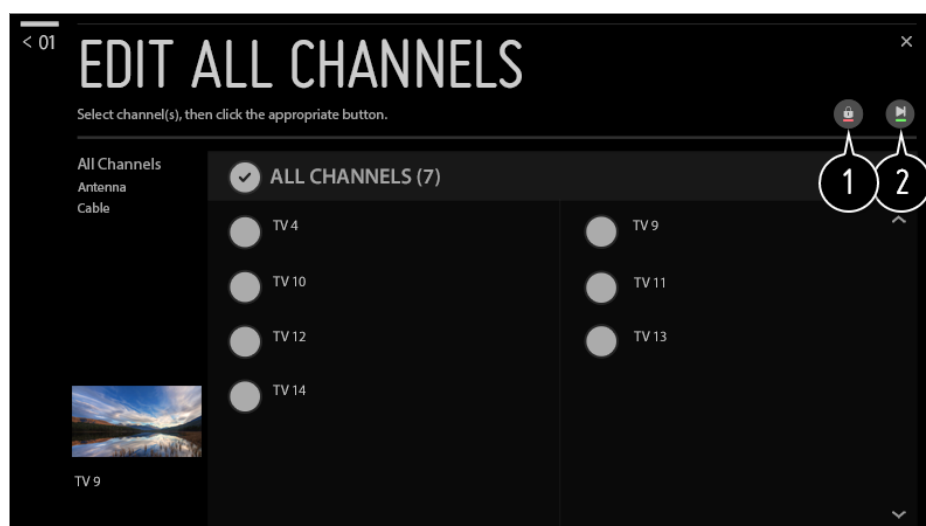 < 01
EDIT ALL CHANNELS
Select channel(s), then click the appropriate button.
1
2
All Channels
Antenna
Cable
ALL CHANNELS (7)
TV 4
TV 9
TV 10
TV 11
TV 12
TV 13
TV 14
TV 9